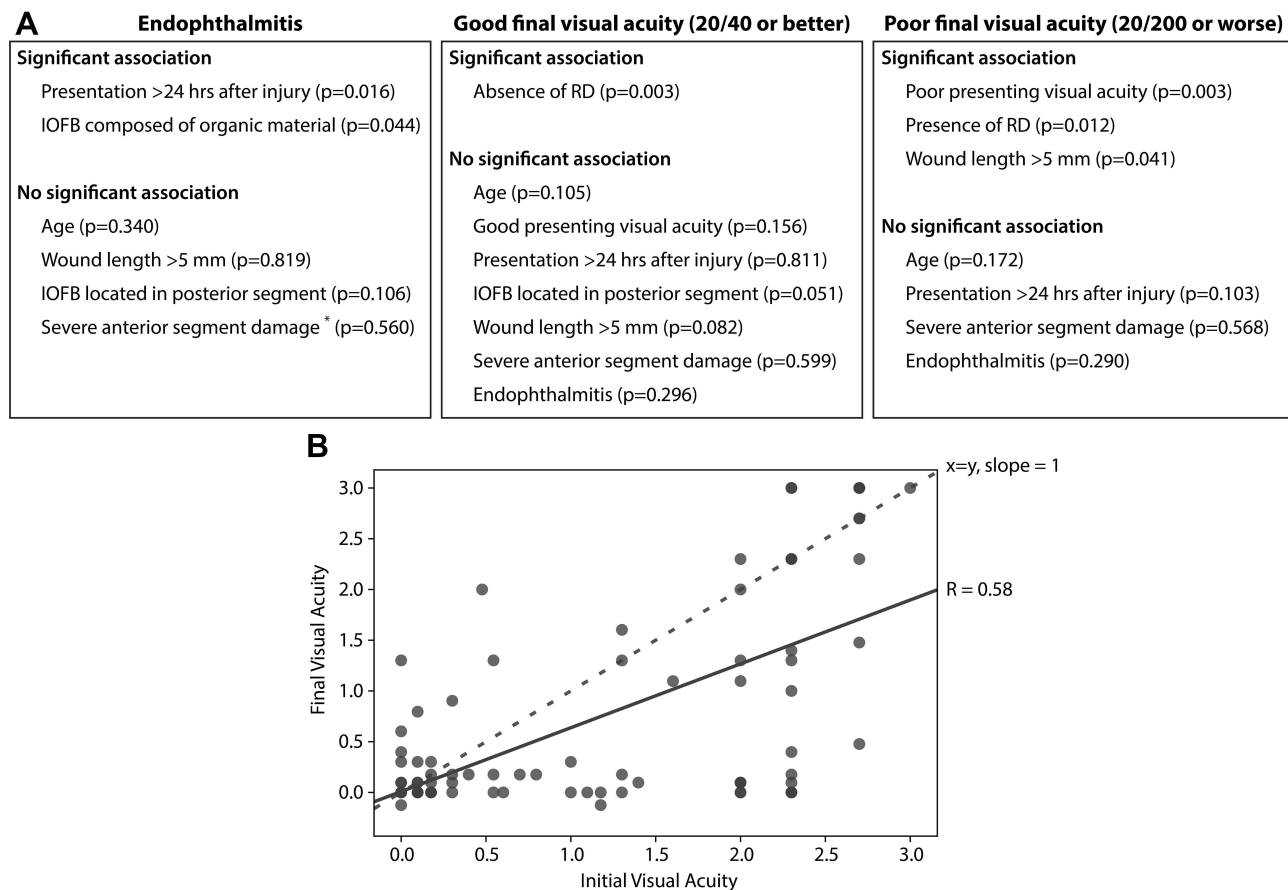 A
Endophthalmitis
Significant association
Presentation >24 hrs after injury (p=0.016)
IOFB composed of organic material (p=0.044)
No significant association
Age (p=0.340)
Wound length >5 mm (p=0.819)
IOFB located in posterior segment (p=0.106)
Severe anterior segment damage * (p=0.560)
Good final visual acuity (20/40 or better)
Significant association
Absence of RD (p=0.003)
No significant association
Age (p=0.105)
Good presenting visual acuity (p=0.156)
Presentation >24 hrs after injury (p=0.811)
IOFB located in posterior segment (p=0.051)
Wound length >5 mm (p=0.082)
Severe anterior segment damage (p=0.599)
Endophthalmitis (p=0.296)
Poor final visual acuity (20/200 or worse)
Significant association
Poor presenting visual acuity (p=0.003)
Presence of RD (p=0.012)
Wound length >5 mm (p=0.041)
No significant association
Age (p=0.172)
Presentation >24 hrs after injury (p=0.103)
Severe anterior segment damage (p=0.568)
Endophthalmitis (p=0.290)
B
x=y, slope = 1
R = 0.58
Final Visual Acuity
3.0
2.5
2.0
1.5
1.0
0.5
0.0
0.0 0.5 1.0 1.5 2.0 2.5 3.0
Initial Visual Acuity